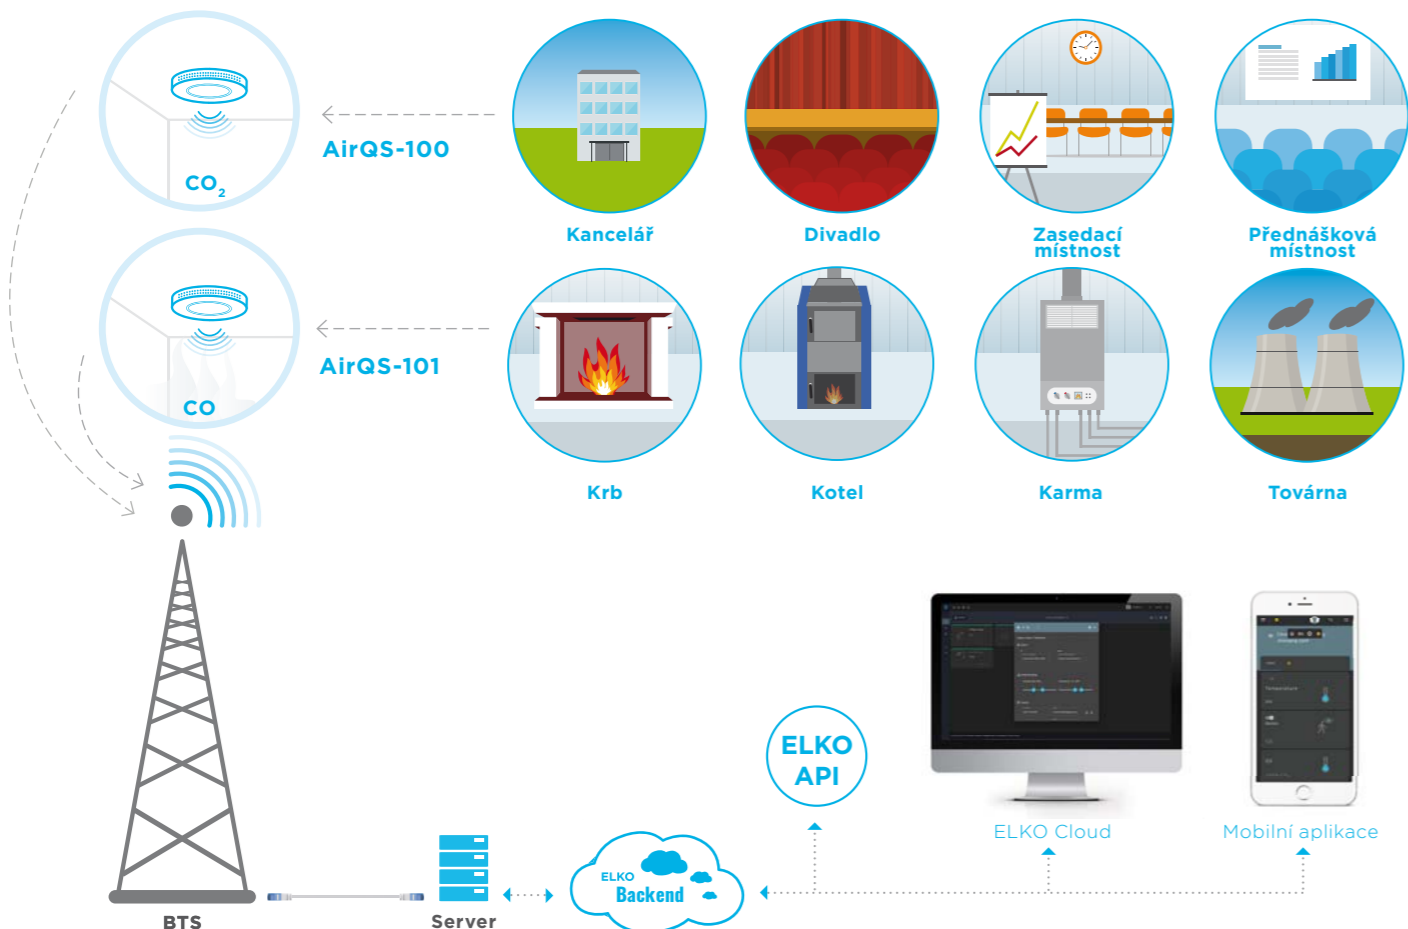 AirQS-100
CO₂
Kancelář
Divadlo
Zasedací
místnost
Přednášková
místnost
AirQS-101
CO
Krb
Kotel
Karma
Továrna
ELKO
API
ELKO Cloud
Mobilní aplikace
ELKO
Backend
BTS
Server